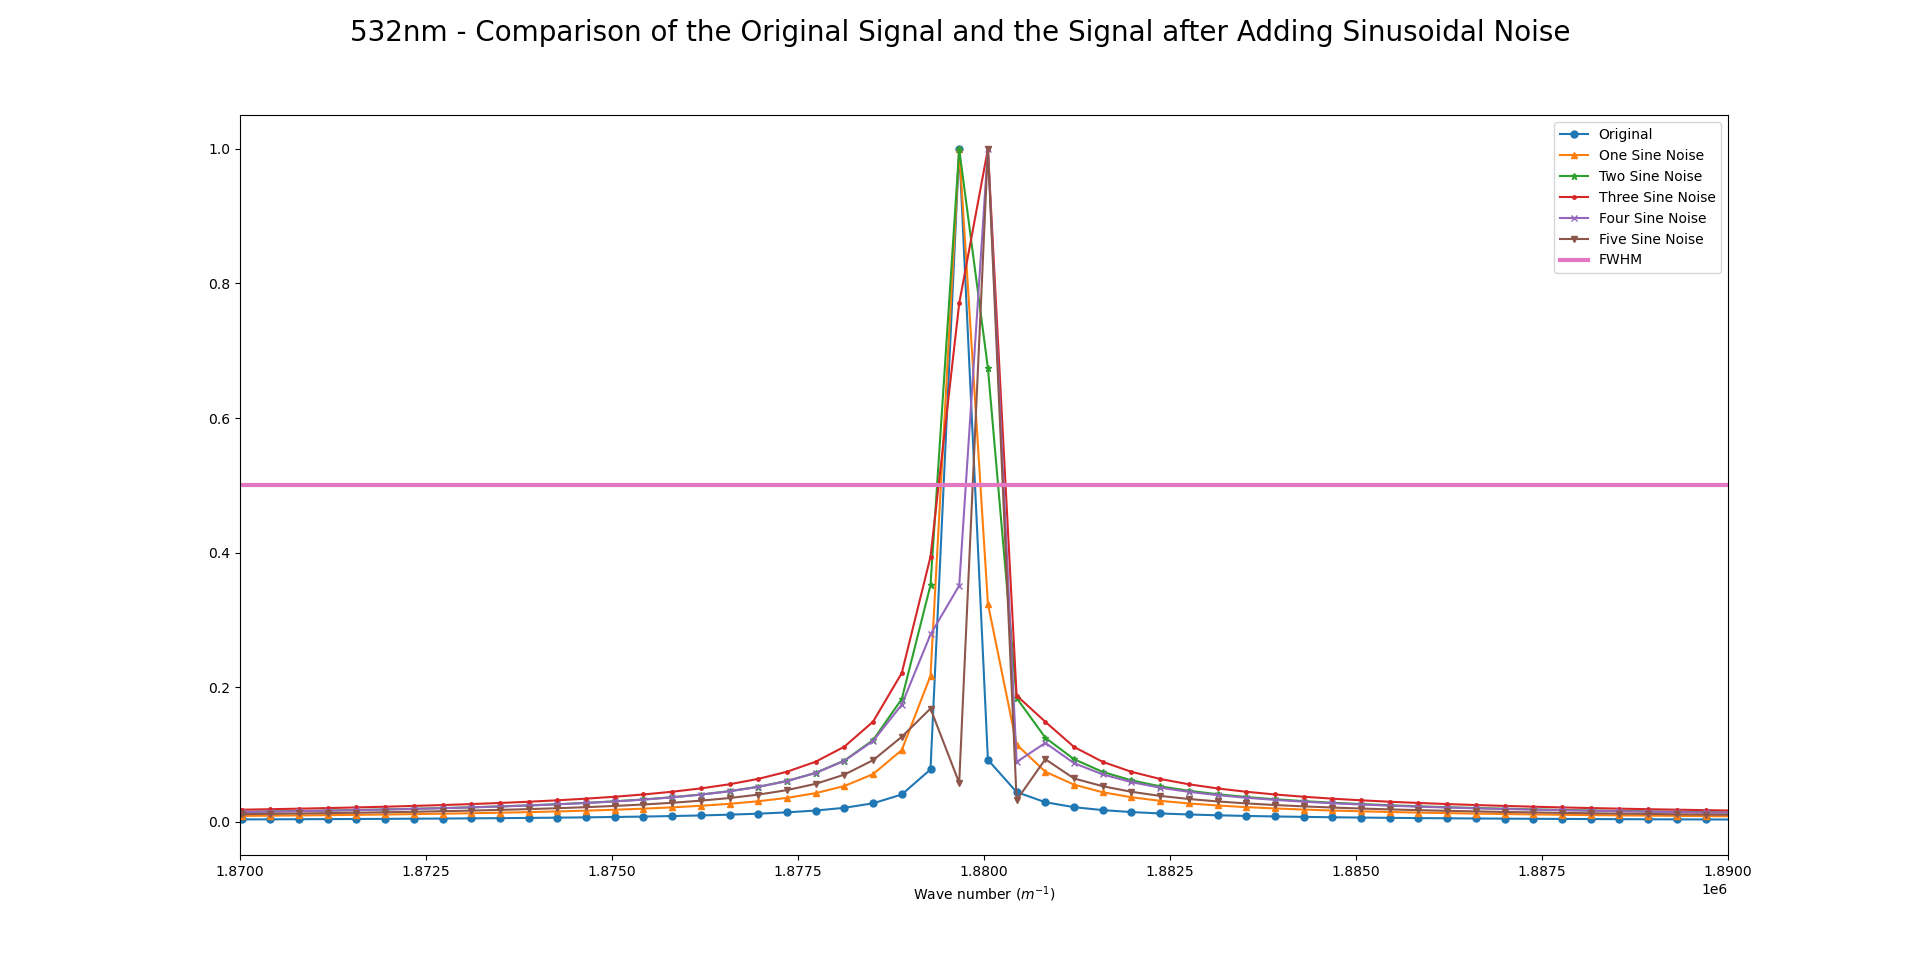 532nm - Comparison of the Original Signal and the Signal after Adding Sinusoidal Noise
Original
One Sine Noise
Two Sine Noise
Three Sine Noise
Four Sine Noise
Five Sine Noise
FWHM
1.0
0.8
0.6
0.4
0.2
0.0
1.8700 1.8725 1.8750 1.8775 1.8800 1.8825 1.8850 1.8875 1.8900
1e6
Wave number (m⁻¹)